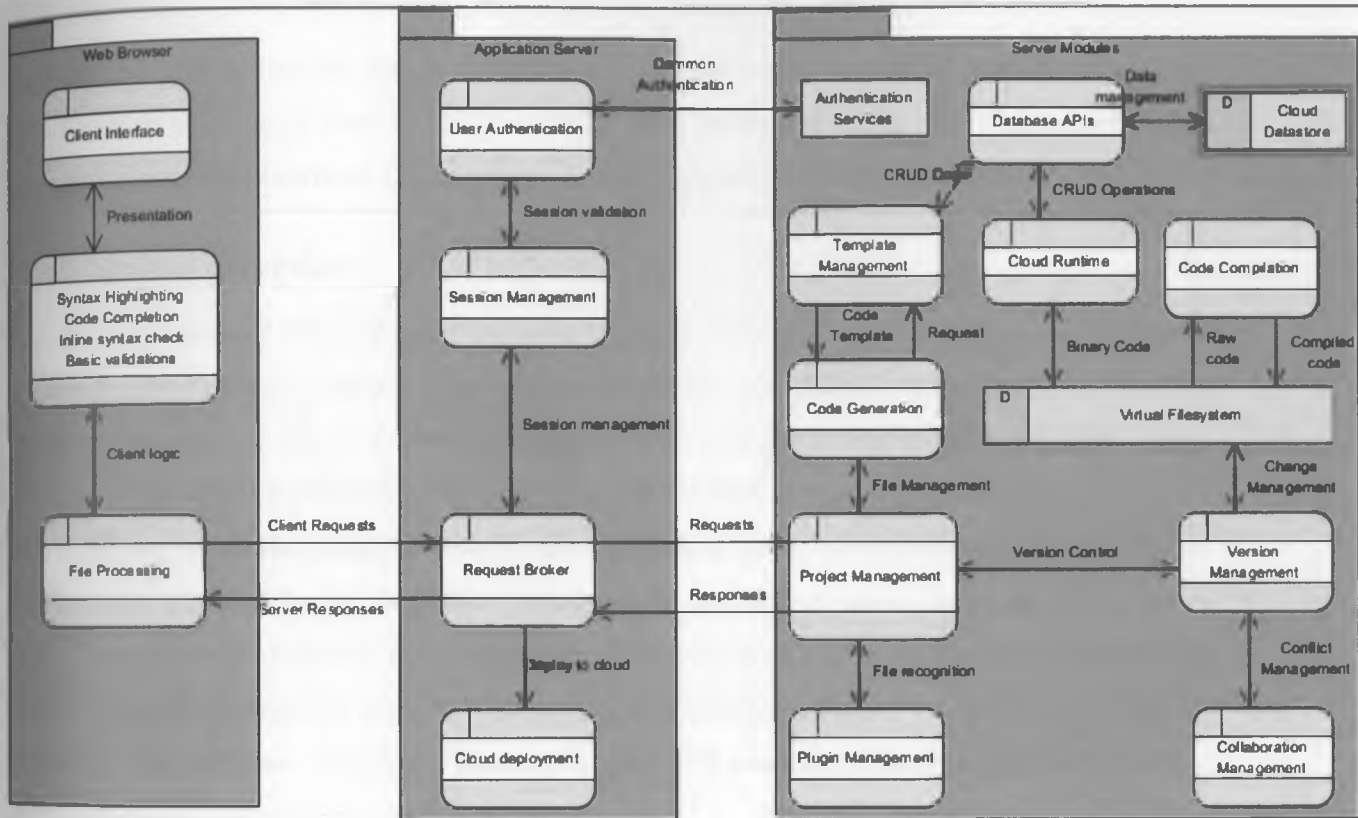 Web Browser
Client Interface
Presentation
Syntax Highlighting
Code Completion
Inline syntax check
Basic validations
Client logic
File Processing
Client Requests
Server Responses
Application Server
Common
Authentication
User Authentication
Session validation
Session Management
Session management
Request Broker
Deploy to cloud
Cloud deployment
Requests
Responses
Server Modules
Authentication
Services
Database APIs
Data
management
D
Cloud
Datastore
CRUD
CRUD Operations
Template
Management
Cloud Runtime
Code Compilation
Code
Template
Request
Binary Code
Raw
code
Compiled
code
Code Generation
D
Virtual Filesystem
File Management
Change
Management
Project Management
Version Control
Version
Management
File recognition
Conflict
Management
Plugin Management
Collaboration
Management